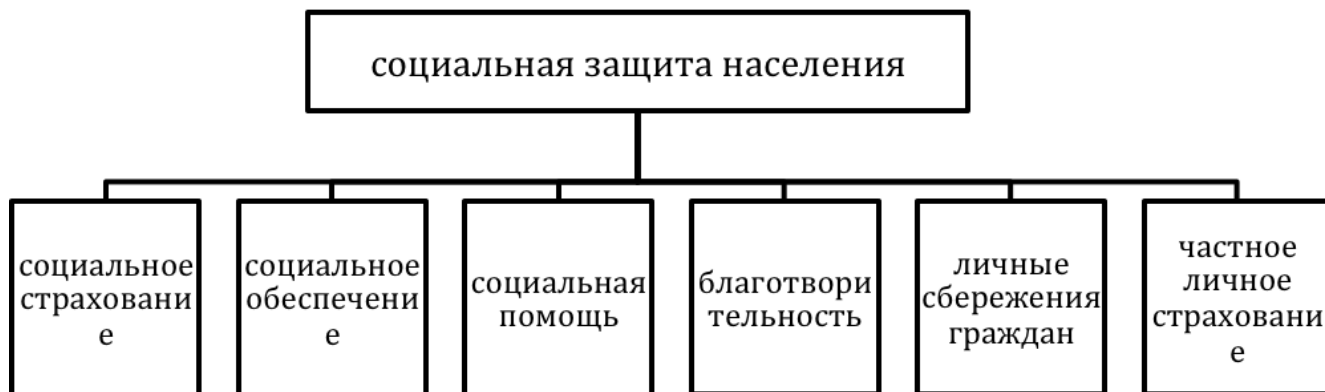 социальная защита населения
социальное
страховани
е
социальное
обеспечени
е
социальная
помощь
благотвори
тельность
личные
сбережения
граждан
частное
личное
страховани
е